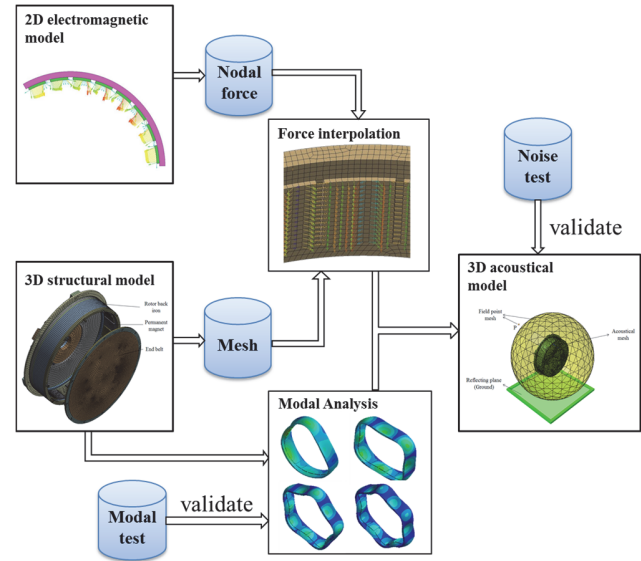 2D electromagnetic
model
Nodal
force
Force interpolation
Noise
test
validate
3D structural model
Rotor back
iron
Permanent
magnet
End belt
Mesh
3D acoustical
model
Field point
mesh
P
Acoustical
mesh
Reflecting plane
(Ground)
Modal Analysis
Modal
test
validate